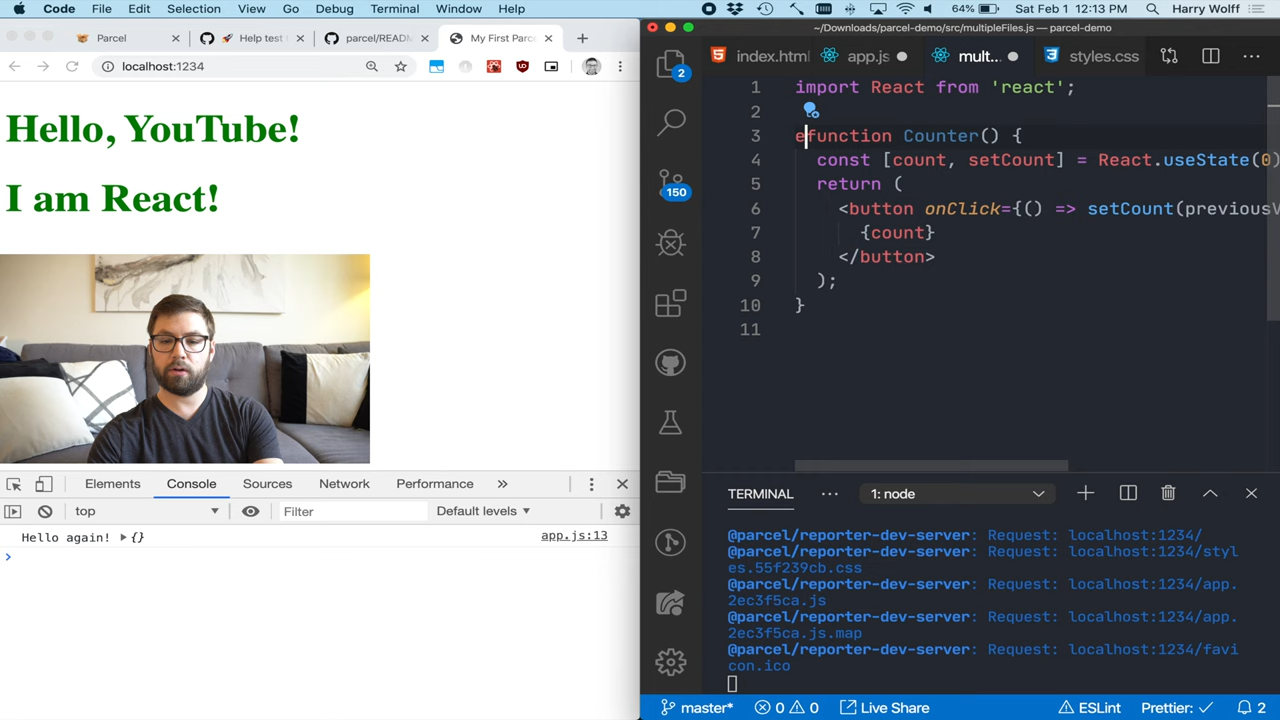 Code File Edit Selection View Go Debug Terminal Window Help 64% Sat Feb 1 12:13 PM Harry Wolff
Parcel
Help test
parcel/READM
My First Parce
localhost:1234
Hello, YouTube!
I am React!
Elements Console Sources Network Performance
top Filter Default levels
Hello again! {} app.js:13
~/Downloads/parcel-demo/src/multipleFiles.js — parcel-demo
index.html app.js mult... styles.css
2
150
1 import React from 'react';
2
3 efunction Counter() {
4 const [count, setCount] = React.useState(0)
5 return (
6 <button onClick={() => setCount(previousV
7 {count}
8 </button>
9 );
10 }
11
TERMINAL 1: node
@parcel/reporter-dev-server: Request: localhost:1234/
@parcel/reporter-dev-server: Request: localhost:1234/styl
es.55f239cb.css
@parcel/reporter-dev-server: Request: localhost:1234/app.
2ec3f5ca.js
@parcel/reporter-dev-server: Request: localhost:1234/app.
2ec3f5ca.js.map
@parcel/reporter-dev-server: Request: localhost:1234/favi
con.ico
master* 0 0 Live Share ESLint Prettier: ✓ 2